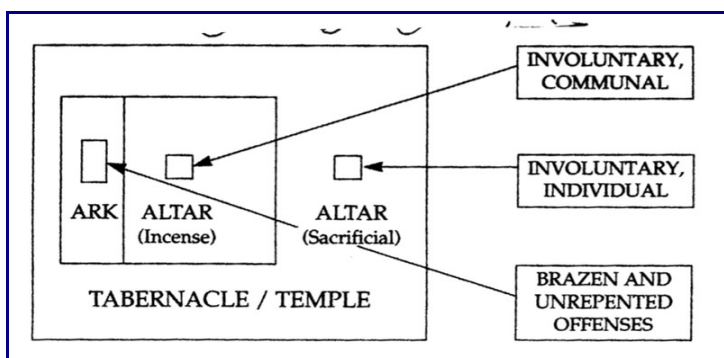 INVOLUNTARY,
COMMUNAL
INVOLUNTARY,
INDIVIDUAL
ARK
ALTAR
(Incense)
ALTAR
(Sacrificial)
TABERNACLE / TEMPLE
BRAZEN AND
UNREPENTED
OFFENSES